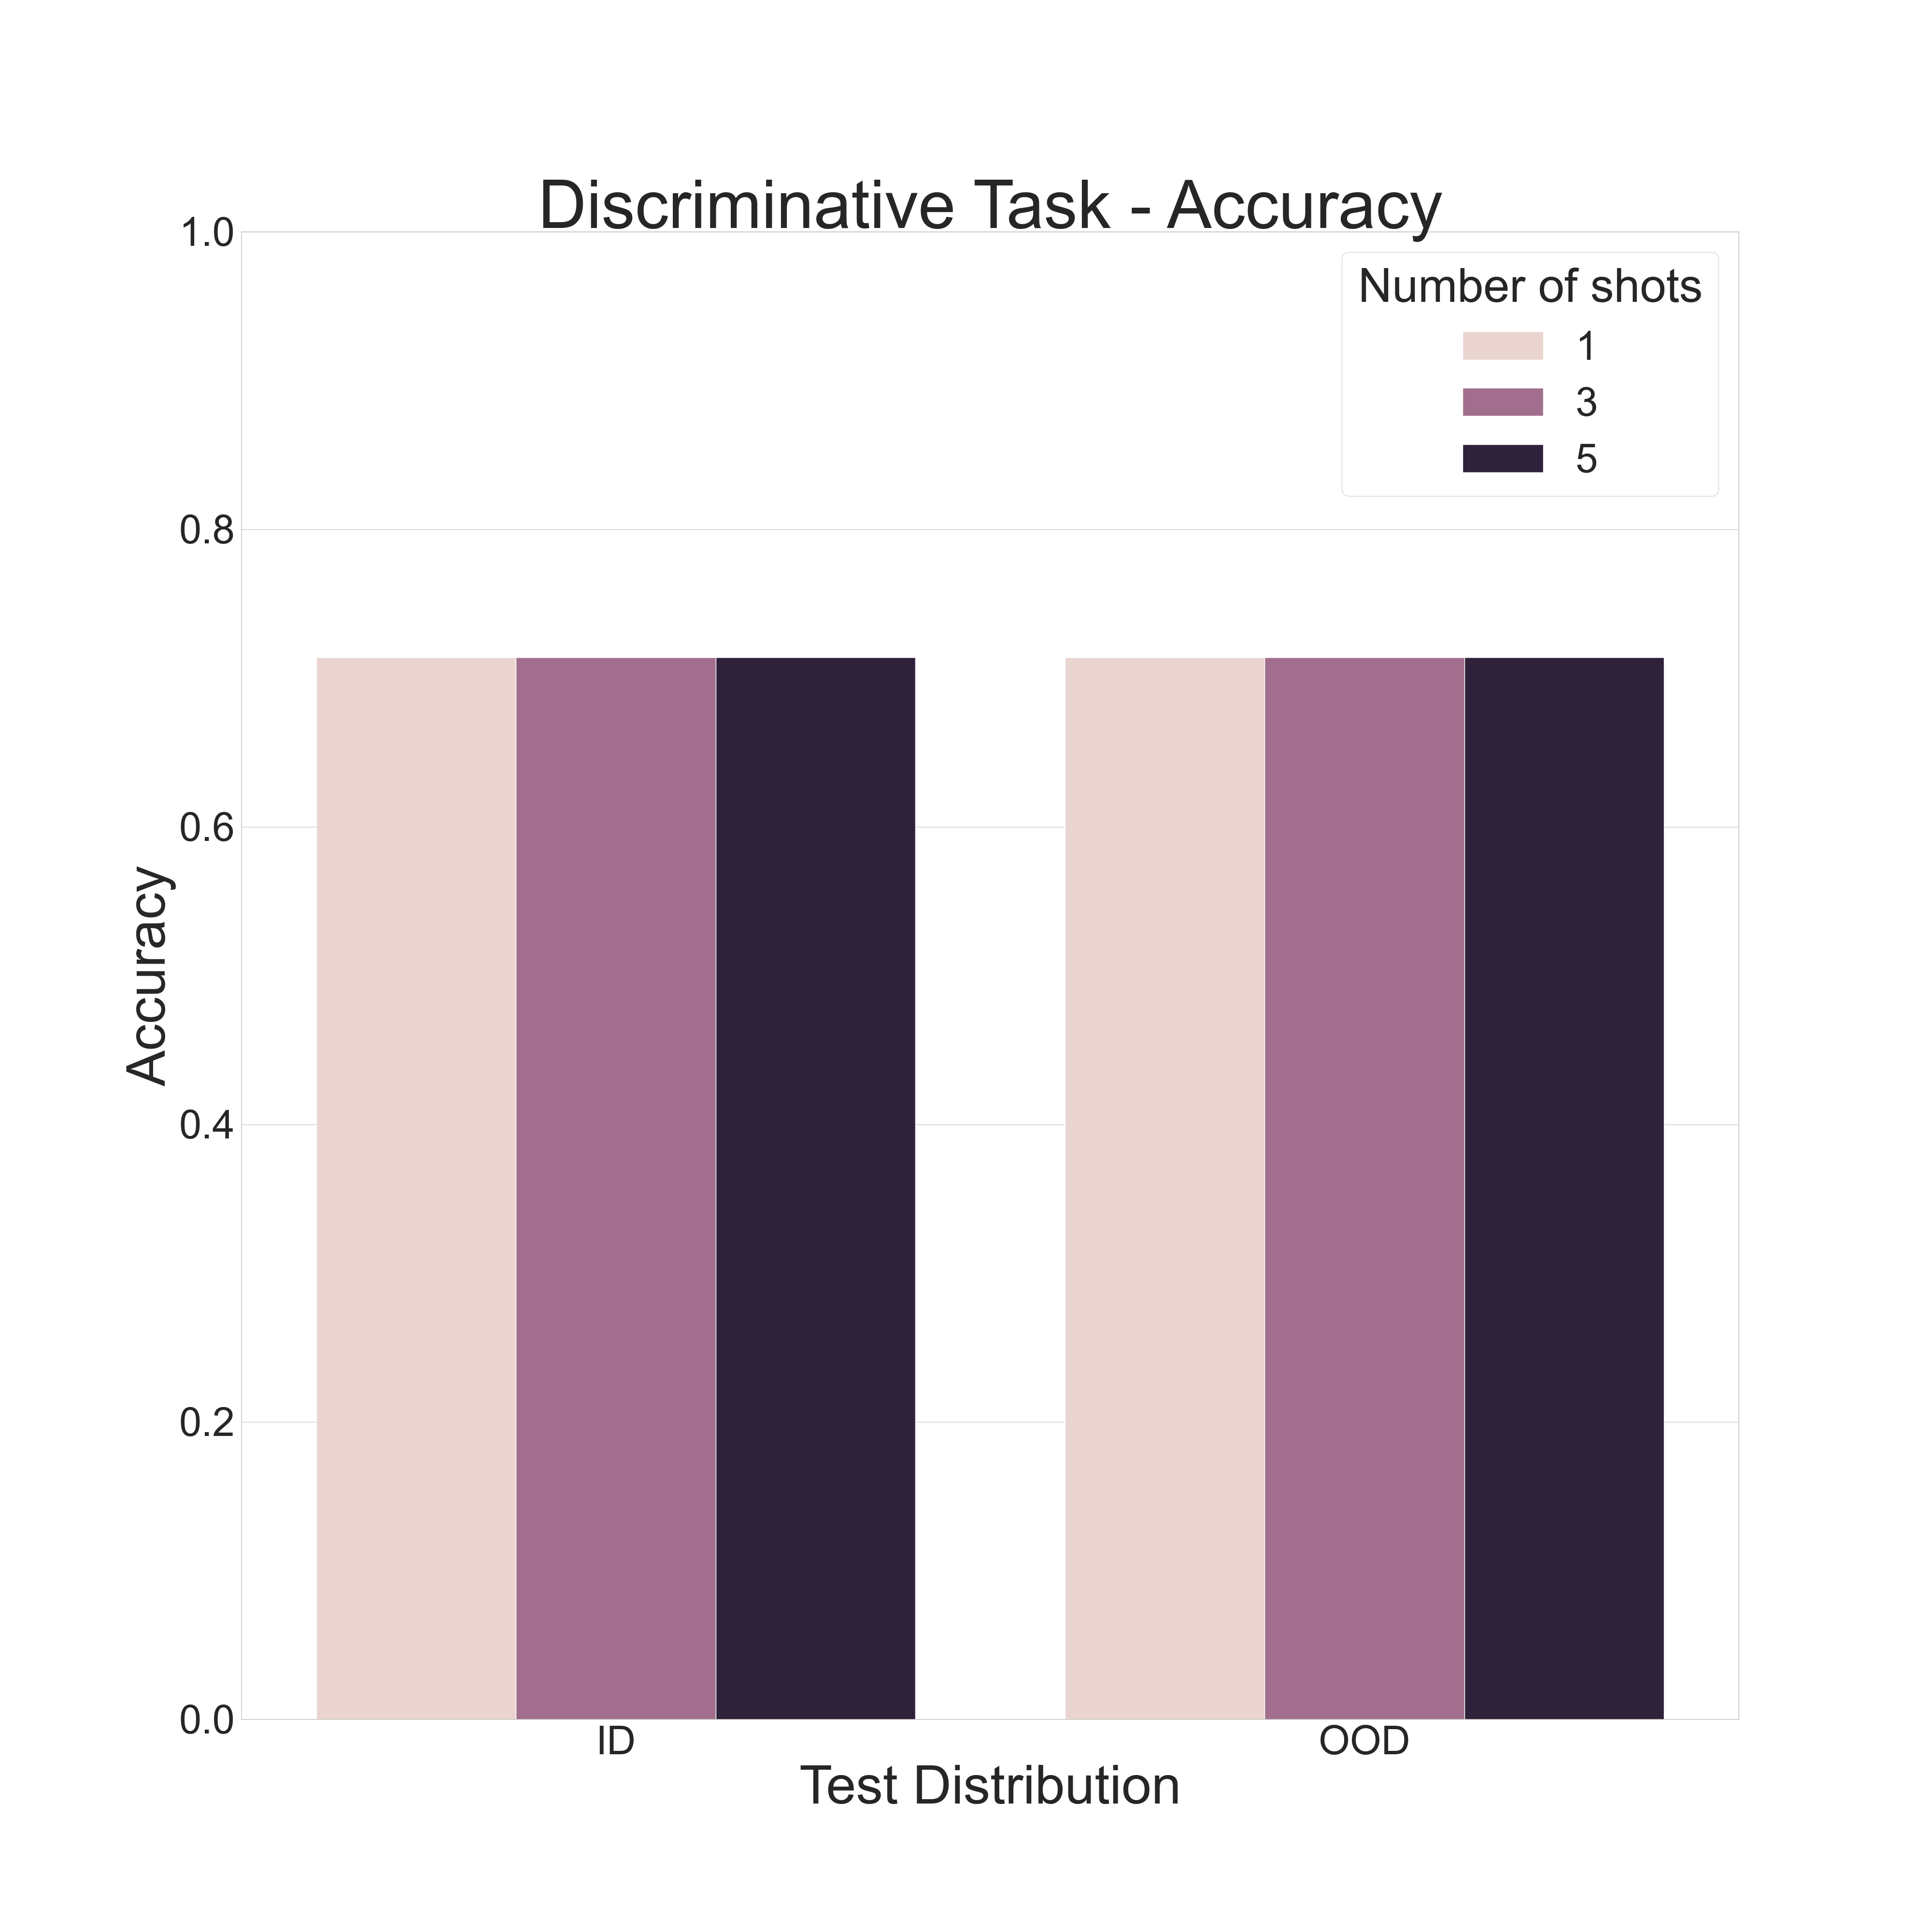 Discriminative Task - Accuracy
1.0
0.8
0.6
0.4
0.2
0.0
Accuracy
Number of shots
1
3
5
ID
OOD
Test Distribution